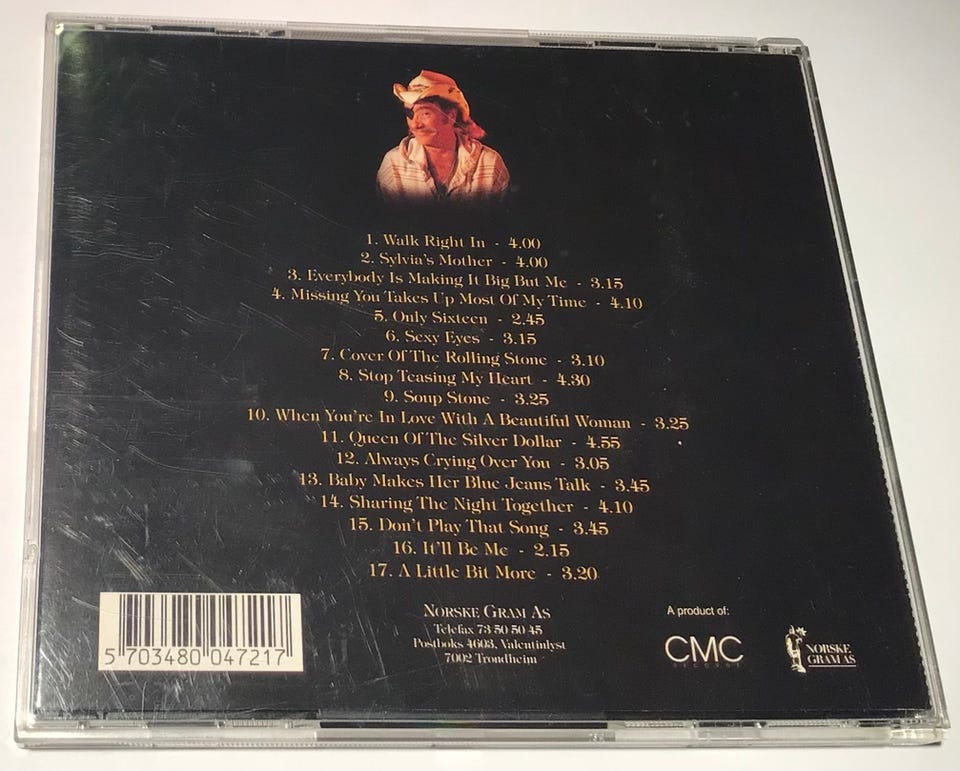 1. Walk Right In - 4.00
2. Sylvia's Mother - 4.00
3. Everybody Is Making It Big But Me - 3.15
4. Missing You Takes Up Most Of My Time - 4.10
5. Only Sixteen - 2.45
6. Sexy Eyes - 3.15
7. Cover Of The Rolling Stone - 3.10
8. Stop Teasing My Heart - 4.30
9. Soup Stone - 3.25
10. When You're In Love With A Beautiful Woman - 3.25
11. Queen Of The Silver Dollar - 4.55
12. Always Crying Over You - 3.05
13. Baby Makes Her Blue Jeans Talk - 3.45
14. Sharing The Night Together - 4.10
15. Don't Play That Song - 3.45
16. It'll Be Me - 2.15
17. A Little Bit More - 3.20
5 703480 047217
Norske Gram As
Telefax 73 50 50 45
Postboks 4603, Valentinlyst
7002 Trondheim
A product of:
CMC
RECORDS
NORSKE
GRAM AS